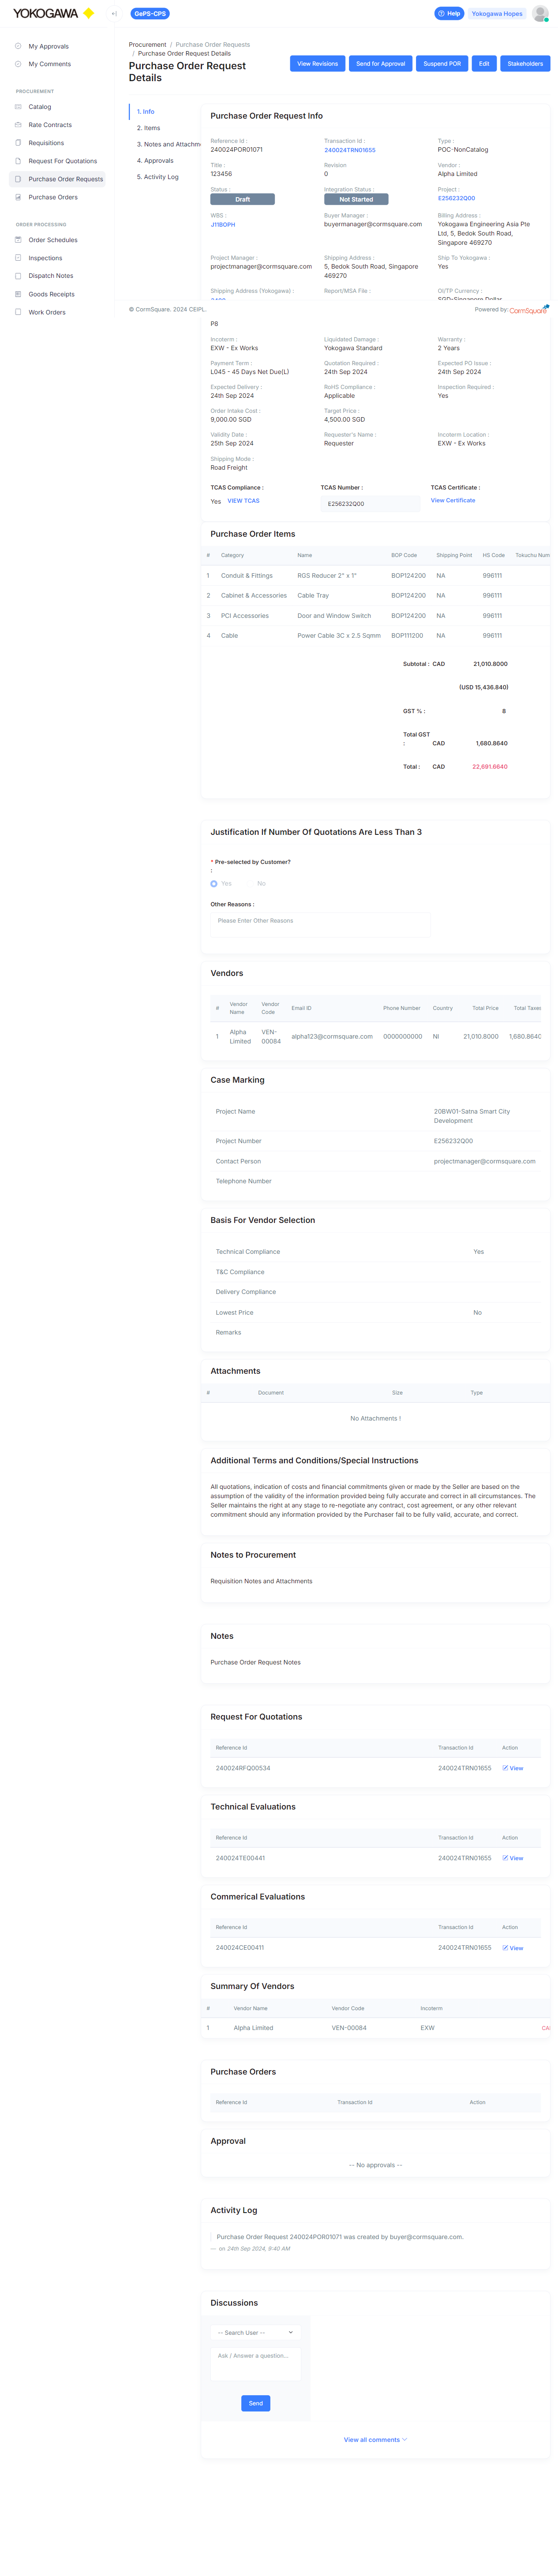 YOKOGAWA
GePS-CPS
Help
Yokogawa Hopes
My Approvals
My Comments
PROCUREMENT
Catalog
Rate Contracts
Requisitions
Request For Quotations
Purchase Order Requests
Purchase Orders
ORDER PROCESSING
Order Schedules
Inspections
Dispatch Notes
Goods Receipts
Work Orders
Procurement / Purchase Order Requests
/ Purchase Order Request Details
Purchase Order Request
Details
View Revisions
Send for Approval
Suspend POR
Edit
Stakeholders
1. Info
2. Items
3. Notes and Attachme
4. Approvals
5. Activity Log
Purchase Order Request Info
Reference Id : Transaction Id : Type :
240024POR01071 240024TRN01655 POC-NonCatalog
Title : Revision Vendor :
123456 0 Alpha Limited
Status : Integration Status : Project :
Draft Not Started E256232Q00
WBS : Buyer Manager : Billing Address :
J11BOPH buyermanager@cormsquare.com Yokogawa Engineering Asia Pte
Ltd, 5, Bedok South Road,
Singapore 469270
Project Manager : Shipping Address : Ship To Yokogawa :
projectmanager@cormsquare.com 5, Bedok South Road, Singapore Yes
469270
Shipping Address (Yokogawa) : Report/MSA File : OI/TP Currency :
SGD-Singapore Dollar
© CormSquare. 2024 CEIPL. Powered by: CormSquare
P8
Incoterm : Liquidated Damage : Warranty :
EXW - Ex Works Yokogawa Standard 2 Years
Payment Term : Quotation Required : Expected PO Issue :
L045 - 45 Days Net Due(L) 24th Sep 2024 24th Sep 2024
Expected Delivery : RoHS Compliance : Inspection Required :
24th Sep 2024 Applicable Yes
Order Intake Cost : Target Price :
9,000.00 SGD 4,500.00 SGD
Validity Date : Requester's Name : Incoterm Location :
25th Sep 2024 Requester EXW - Ex Works
Shipping Mode :
Road Freight
TCAS Compliance : TCAS Number : TCAS Certificate :
Yes VIEW TCAS E256232Q00 View Certificate
Purchase Order Items
# Category Name BOP Code Shipping Point HS Code Tokuchu Num
1 Conduit & Fittings RGS Reducer 2" x 1" BOP124200 NA 996111
2 Cabinet & Accessories Cable Tray BOP124200 NA 996111
3 PCI Accessories Door and Window Switch BOP124200 NA 996111
4 Cable Power Cable 3C x 2.5 Sqmm BOP111200 NA 996111
Subtotal : CAD 21,010.8000
(USD 15,436.840)
GST % : 8
Total GST
: CAD 1,680.8640
Total : CAD 22,691.6640
Justification If Number Of Quotations Are Less Than 3
* Pre-selected by Customer?
:
Yes No
Other Reasons :
Please Enter Other Reasons
Vendors
# Vendor Name Vendor Code Email ID Phone Number Country Total Price Total Taxes
1 Alpha Limited VEN-00084 alpha123@cormsquare.com 0000000000 NI 21,010.8000 1,680.8640
Case Marking
Project Name 20BW01-Satna Smart City
Development
Project Number E256232Q00
Contact Person projectmanager@cormsquare.com
Telephone Number
Basis For Vendor Selection
Technical Compliance Yes
T&C Compliance
Delivery Compliance
Lowest Price No
Remarks
Attachments
# Document Size Type
No Attachments !
Additional Terms and Conditions/Special Instructions
All quotations, indication of costs and financial commitments given or made by the Seller are based on the
assumption of the validity of the information provided being fully accurate and correct in all circumstances. The
Seller maintains the right at any stage to re-negotiate any contract, cost agreement, or any other relevant
commitment should any information provided by the Purchaser fail to be fully valid, accurate, and correct.
Notes to Procurement
Requisition Notes and Attachments
Notes
Purchase Order Request Notes
Request For Quotations
Reference Id Transaction Id Action
240024RFQ00534 240024TRN01655 View
Technical Evaluations
Reference Id Transaction Id Action
240024TE00441 240024TRN01655 View
Commerical Evaluations
Reference Id Transaction Id Action
240024CE00411 240024TRN01655 View
Summary Of Vendors
# Vendor Name Vendor Code Incoterm
1 Alpha Limited VEN-00084 EXW
Purchase Orders
Reference Id Transaction Id Action
Approval
-- No approvals --
Activity Log
Purchase Order Request 240024POR01071 was created by buyer@cormsquare.com.
— on 24th Sep 2024, 9:40 AM
Discussions
-- Search User --
Ask / Answer a question...
Send
View all comments